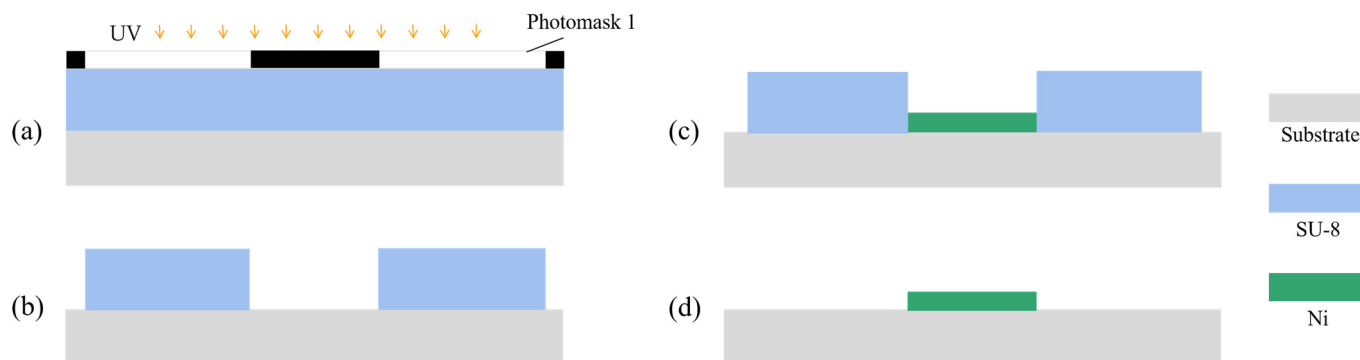 UV
Photomask 1
(a)
(b)
(c)
(d)
Substrate
SU-8
Ni